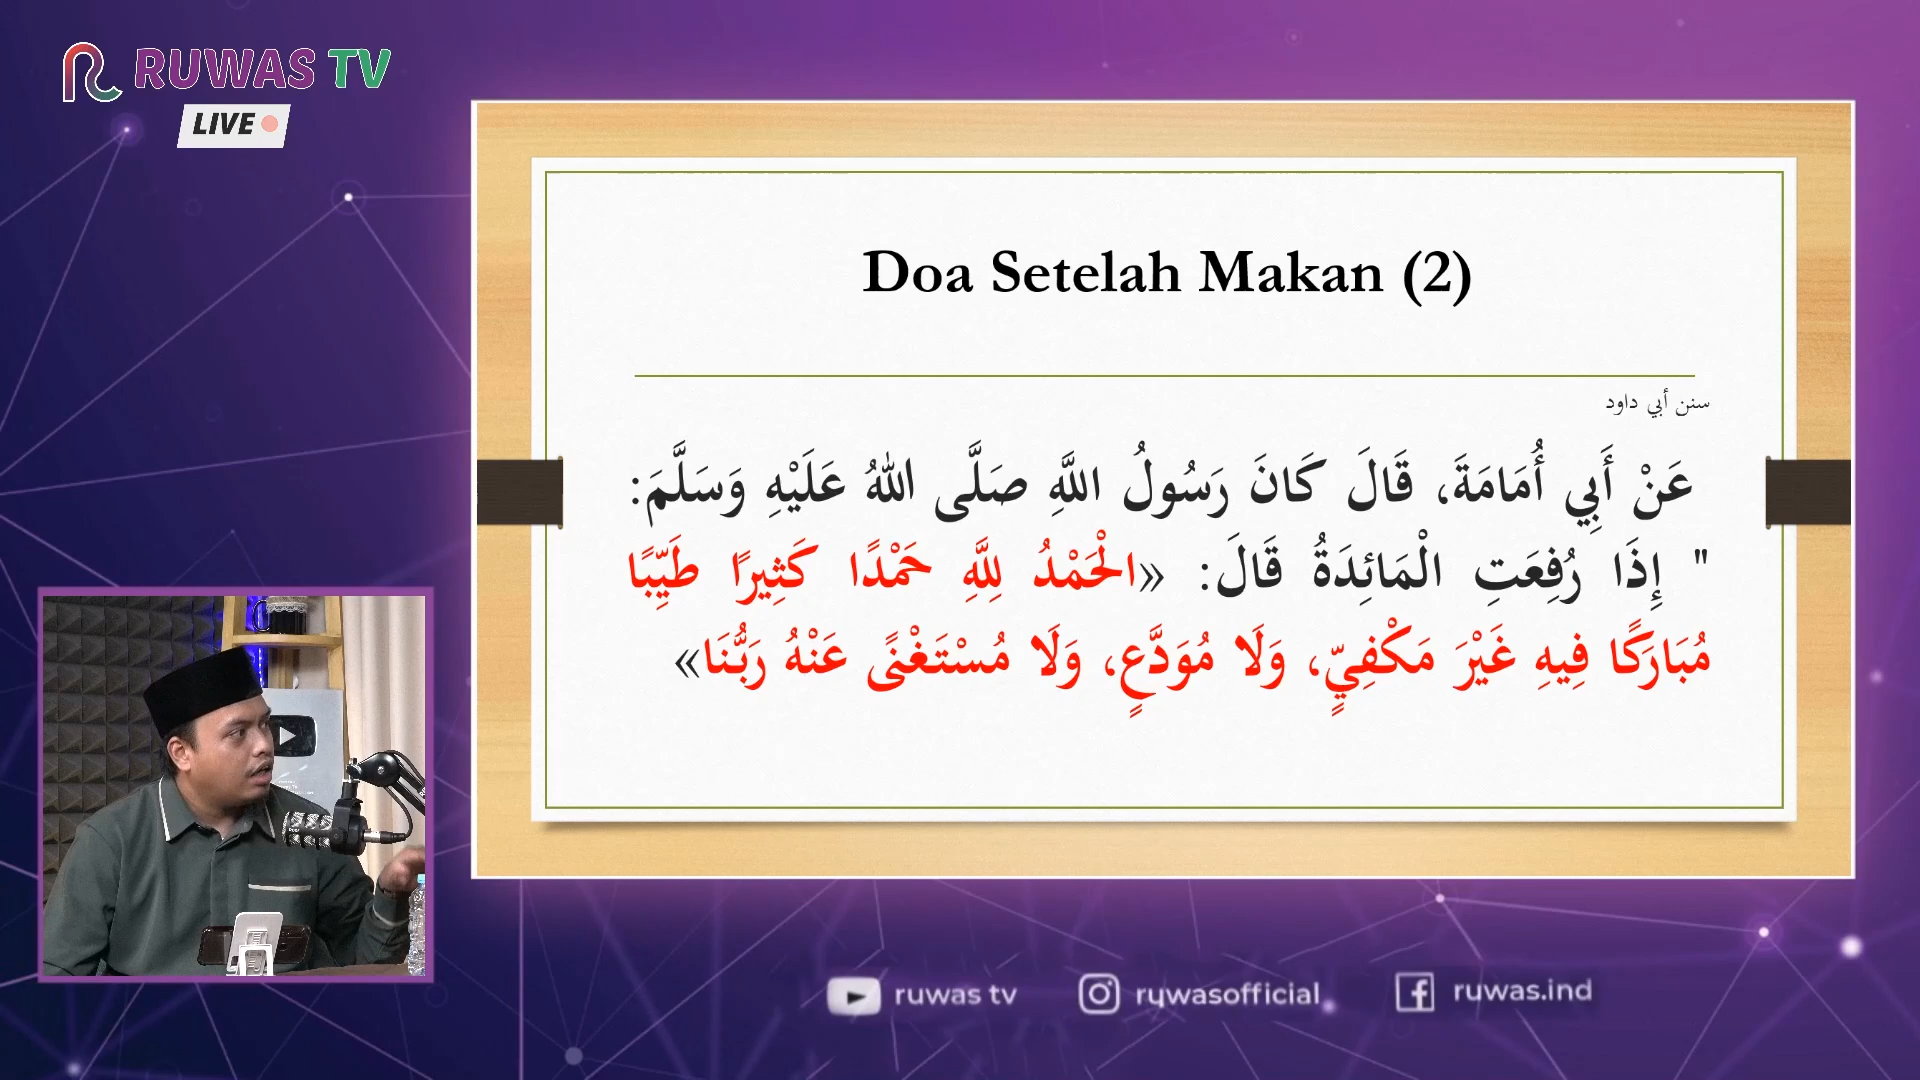 RUWAS TV
LIVE
Doa Setelah Makan (2)
سنن أبي داود
عَنْ أَبِي أُمَامَةَ، قَالَ كَانَ رَسُولُ اللَّهِ صَلَّى اللهُ عَلَيْهِ وَسَلَّمَ:
" إِذَا رُفِعَتِ الْمَائِدَةُ قَالَ: «الْحَمْدُ لِلَّهِ حَمْدًا كَثِيرًا طَيِّبًا
مُبَارَكًا فِيهِ غَيْرَ مَكْفِيٍّ، وَلَا مُوَدَّعٍ، وَلَا مُسْتَغْنًى عَنْهُ رَبُّنَا»
ruwas tv
ruwasofficial
ruwas.ind